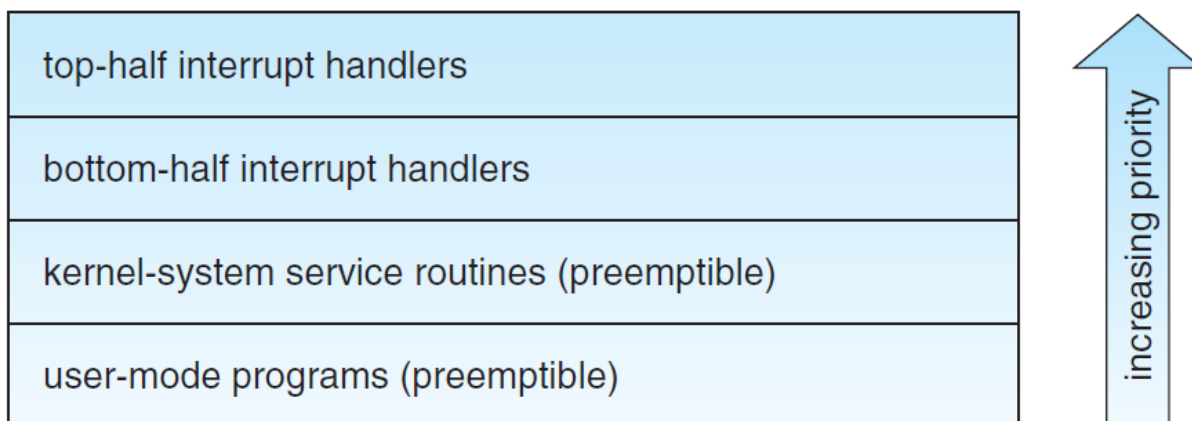 top-half interrupt handlers
bottom-half interrupt handlers
kernel-system service routines (preemptible)
user-mode programs (preemptible)
increasing priority